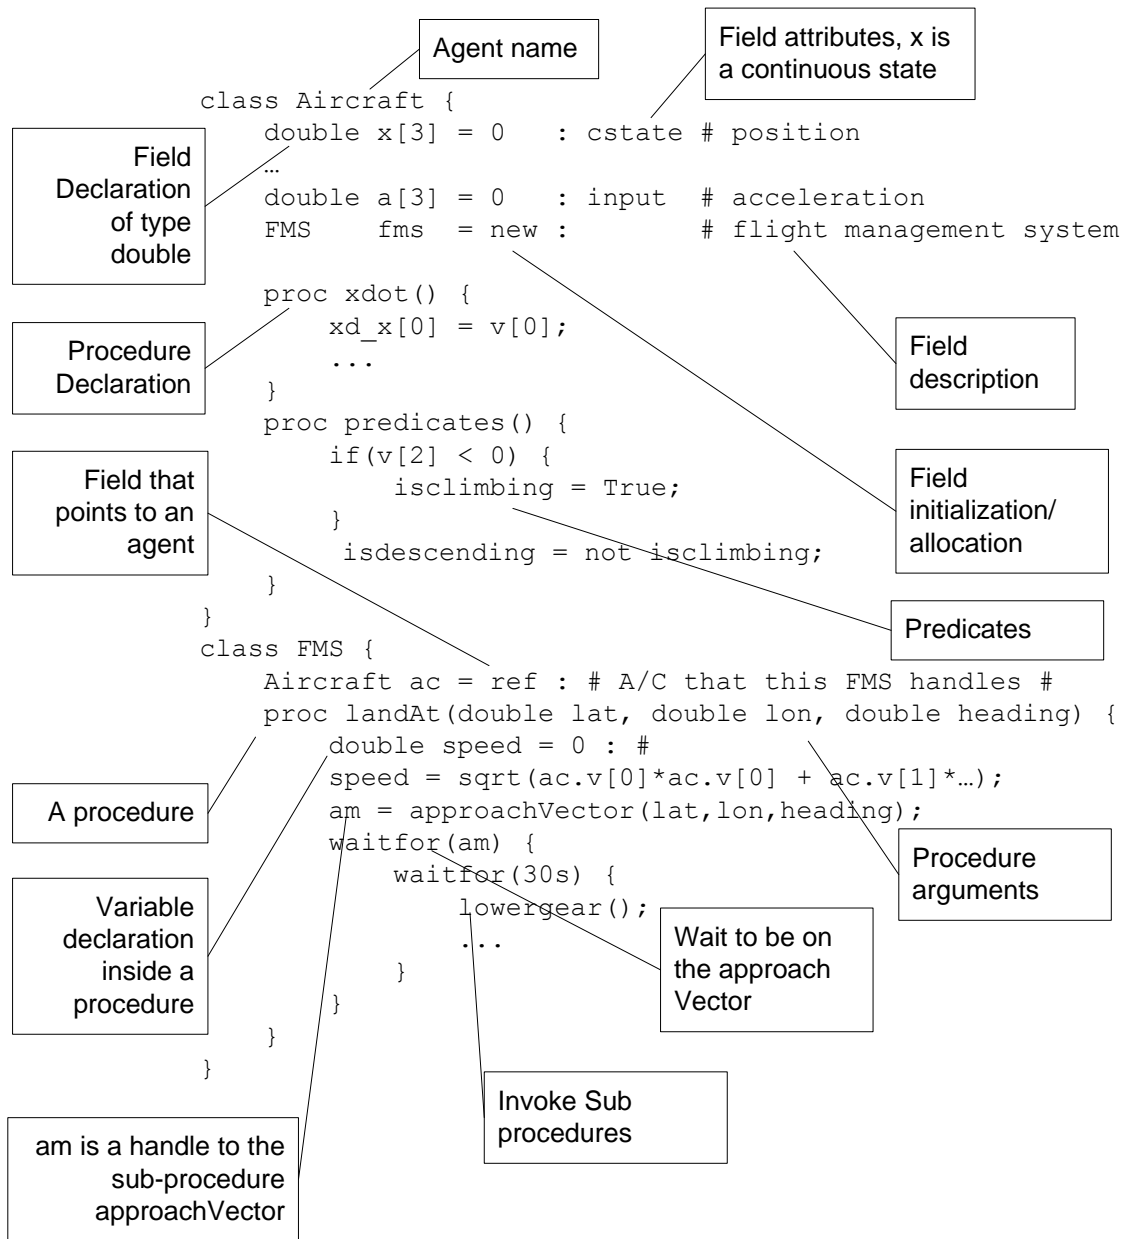 Agent name
Field attributes, x is
a continuous state
class Aircraft {
double x[3] = 0   : cstate # position
…
double a[3] = 0   : input  # acceleration
FMS    fms  = new :        # flight management system
Field
Declaration
of type
double
proc xdot() {
xd_x[0] = v[0];
...
}
Procedure
Declaration
Field
description
proc predicates() {
if(v[2] < 0) {
isclimbing = True;
}
isdescending = not isclimbing;
}
}
Field that
points to an
agent
Field
initialization/
allocation
Predicates
class FMS {
Aircraft ac = ref : # A/C that this FMS handles #
proc landAt(double lat, double lon, double heading) {
double speed = 0 : #
speed = sqrt(ac.v[0]*ac.v[0] + ac.v[1]*…);
am = approachVector(lat,lon,heading);
waitfor(am) {
waitfor(30s) {
lowergear();
...
}
}
}
}
A procedure
Procedure
arguments
Variable
declaration
inside a
procedure
Wait to be on
the approach
Vector
Invoke Sub
procedures
am is a handle to the
sub-procedure
approachVector